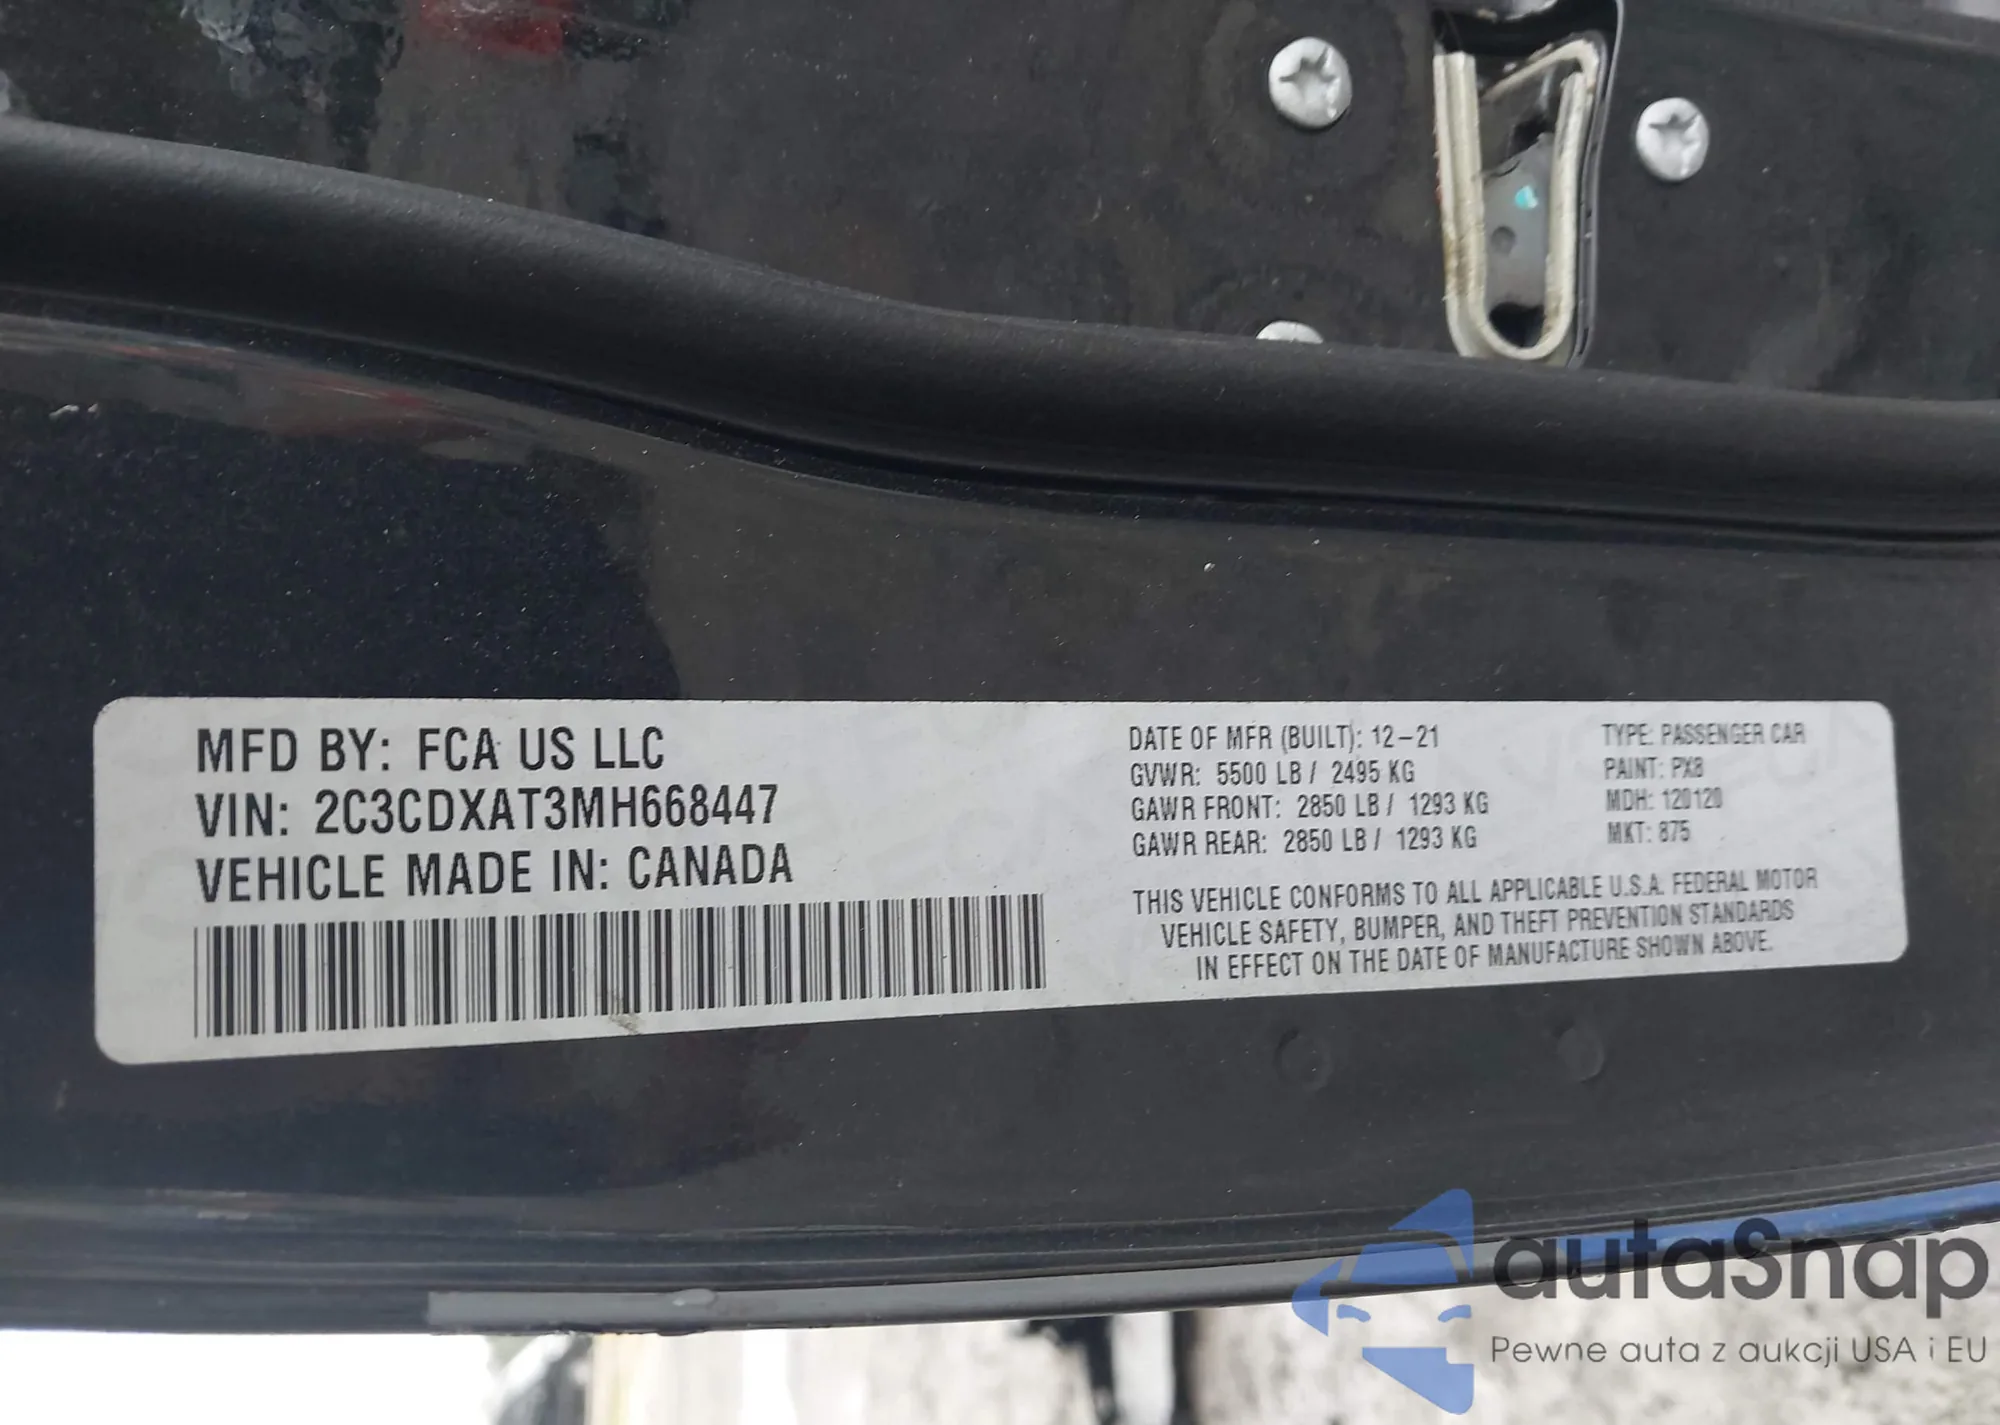 MFD BY: FCA US LLC
VIN: 2C3CDXAT3MH668447
VEHICLE MADE IN: CANADA
DATE OF MFR (BUILT): 12-21
GVWR: 5500 LB / 2495 KG
GAWR FRONT: 2850 LB / 1293 KG
GAWR REAR: 2850 LB / 1293 KG
TYPE: PASSENGER CAR
PAINT: PX8
MDH: 120120
MKT: 875
THIS VEHICLE CONFORMS TO ALL APPLICABLE U.S.A. FEDERAL MOTOR
VEHICLE SAFETY, BUMPER, AND THEFT PREVENTION STANDARDS
IN EFFECT ON THE DATE OF MANUFACTURE SHOWN ABOVE.
autaSnap
Pewne auta z aukcji USA i EU